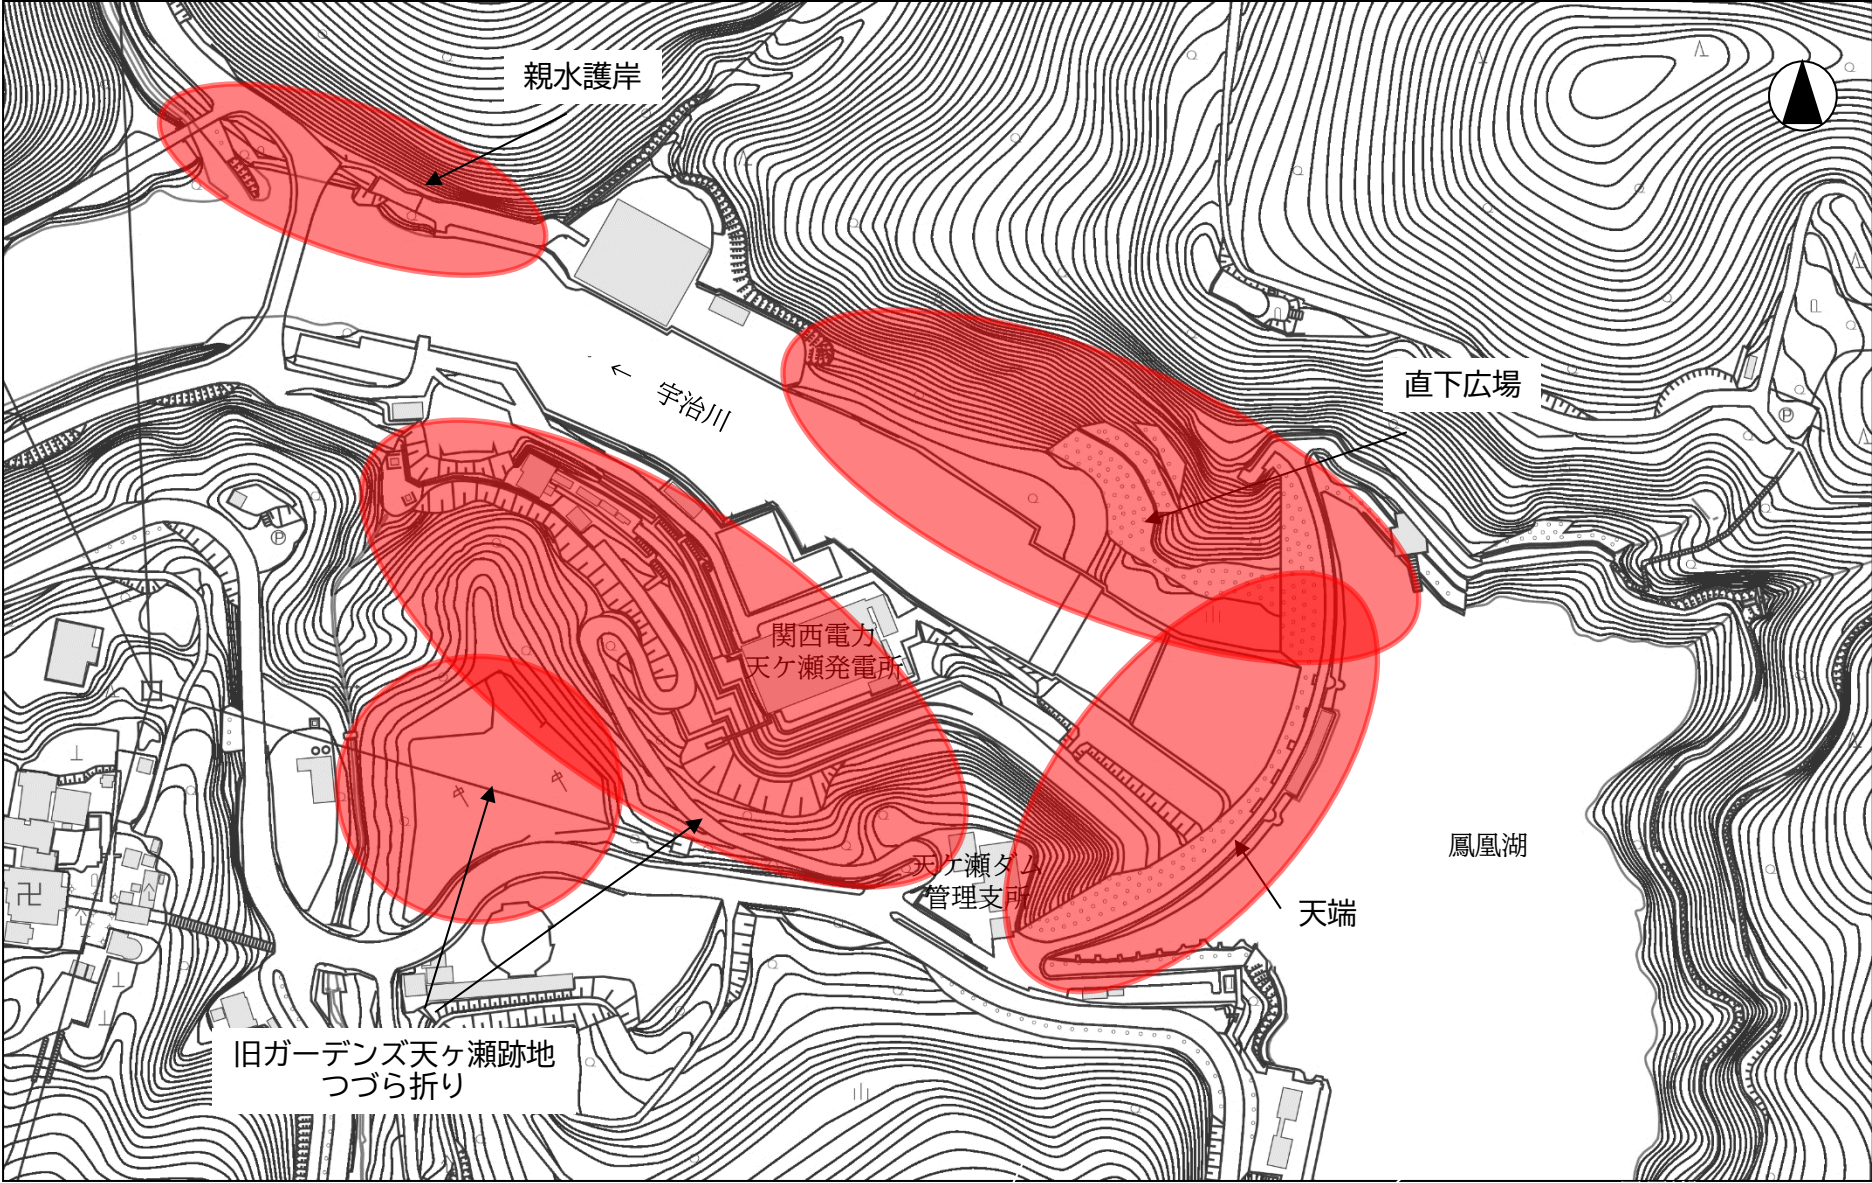 親水護岸
直下広場
← 宇治川
関西電力
天ケ瀬発電所
鳳凰湖
天ケ瀬ダム
管理支所
天端
旧ガーデンズ天ヶ瀬跡地
つづら折り
P
P
卍